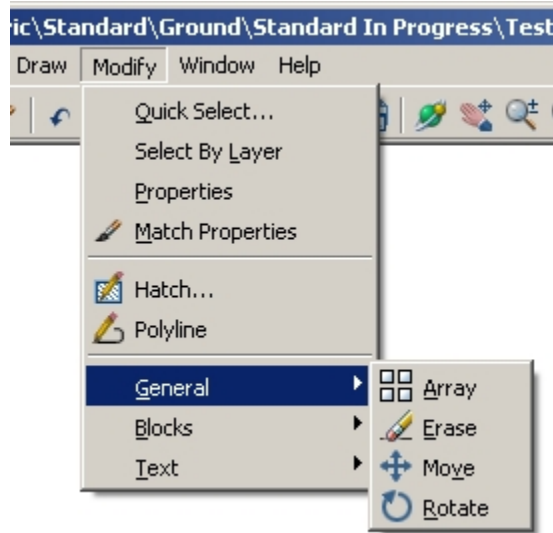 ic\Standard\Ground\Standard In Progress\Test
Draw Modify Window Help
Quick Select...
Select By Layer
Properties
Match Properties
Hatch...
Polyline
General
Blocks
Text
Array
Erase
Move
Rotate